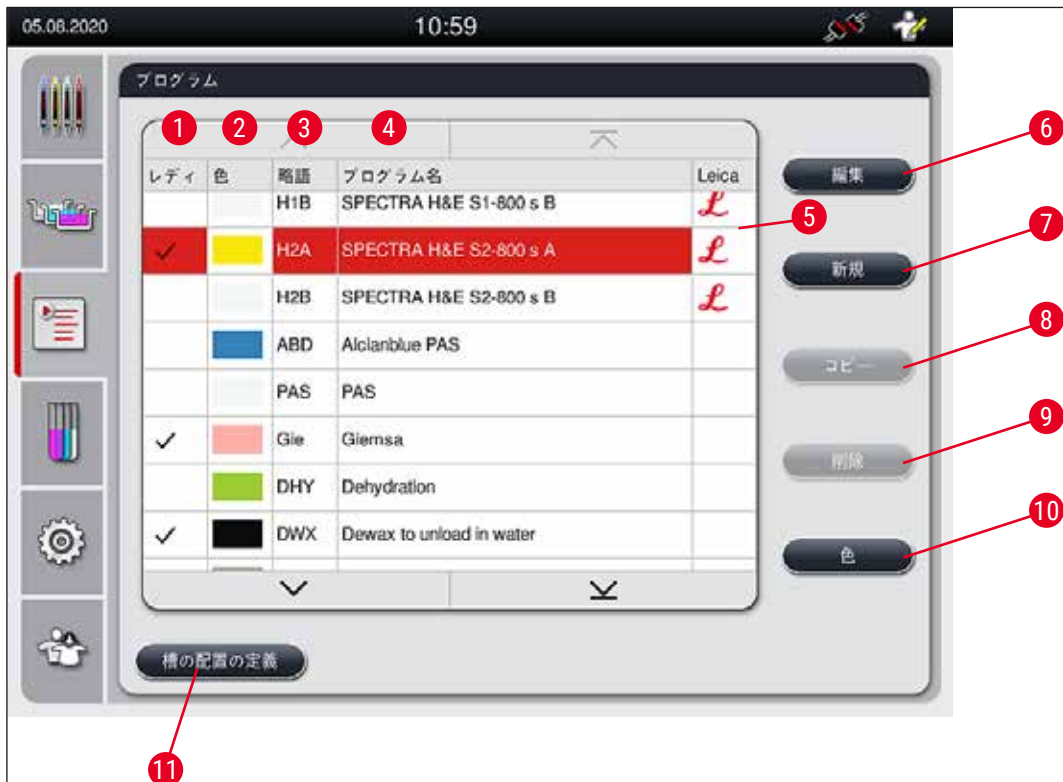 05.08.2020 10:59
プログラム
1 2 3 4
レディ 色 略語 プログラム名 Leica
H1B SPECTRA H&E S1-800 s B L
H2A SPECTRA H&E S2-800 s A L
H2B SPECTRA H&E S2-800 s B L
ABD Alcianblue PAS
PAS PAS
Gie Giemsa
DHY Dehydration
DWX Dewax to unload in water
5
編集 6
新規 7
コピー 8
削除 9
色 10
槽の配置の定義
11